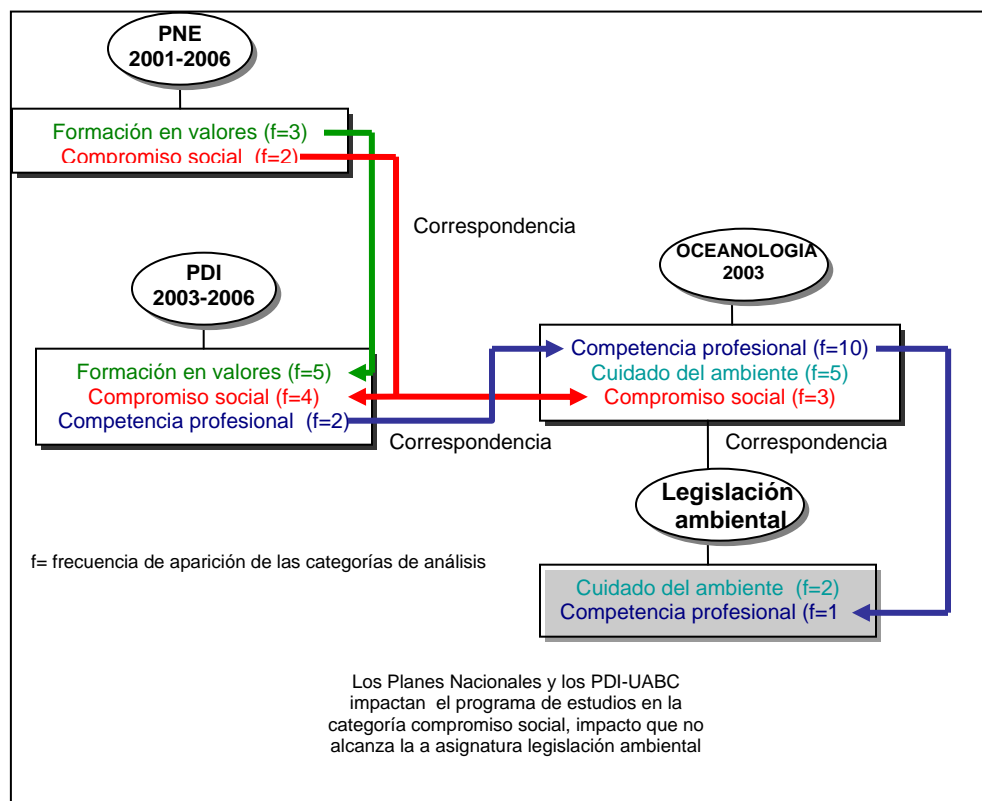 PNE
2001-2006
Formación en valores (f=3)
Compromiso social (f=2)
Correspondencia
PDI
2003-2006
Formación en valores (f=5)
Compromiso social (f=4)
Competencia profesional (f=2)
Correspondencia
OCEANOLOGIA
2003
Competencia profesional (f=10)
Cuidado del ambiente (f=5)
Compromiso social (f=3)
Correspondencia
Legislación
ambiental
Cuidado del ambiente (f=2)
Competencia profesional (f=1
f= frecuencia de aparición de las categorías de análisis
Los Planes Nacionales y los PDI-UABC
impactan el programa de estudios en la
categoría compromiso social, impacto que no
alcanza la a asignatura legislación ambiental